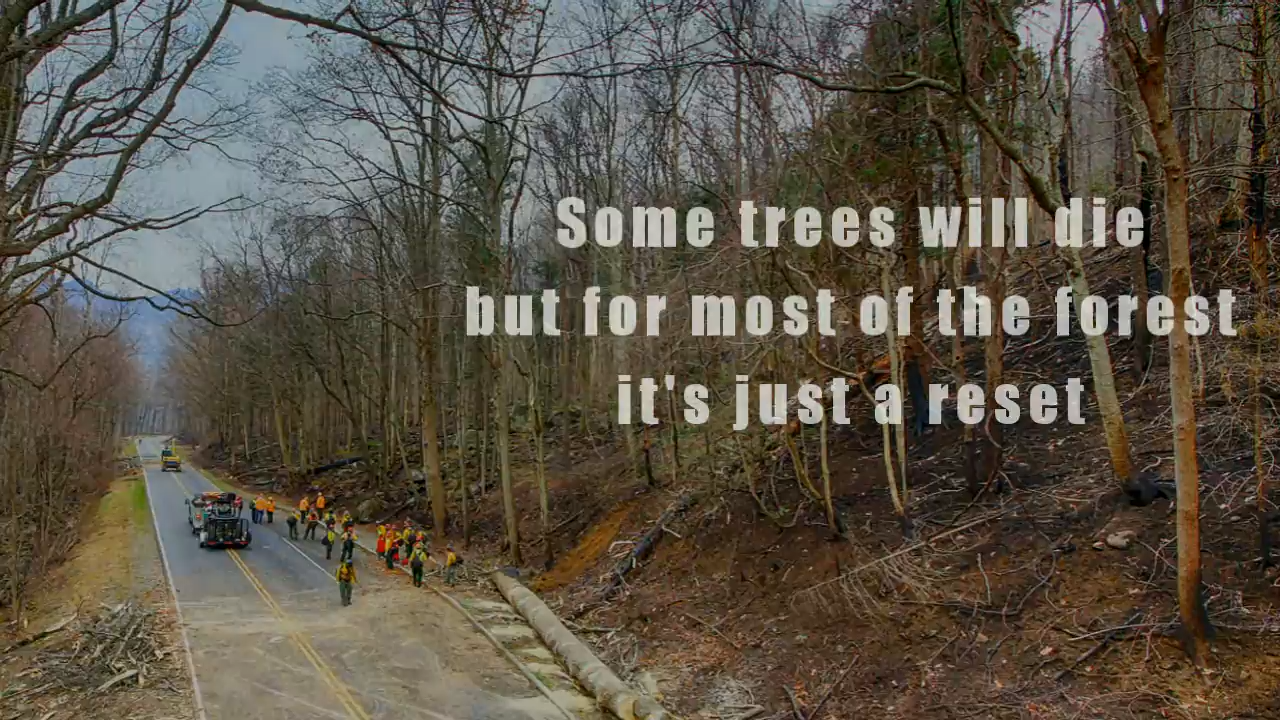 Some trees will die
but for most of the forest
it's just a reset